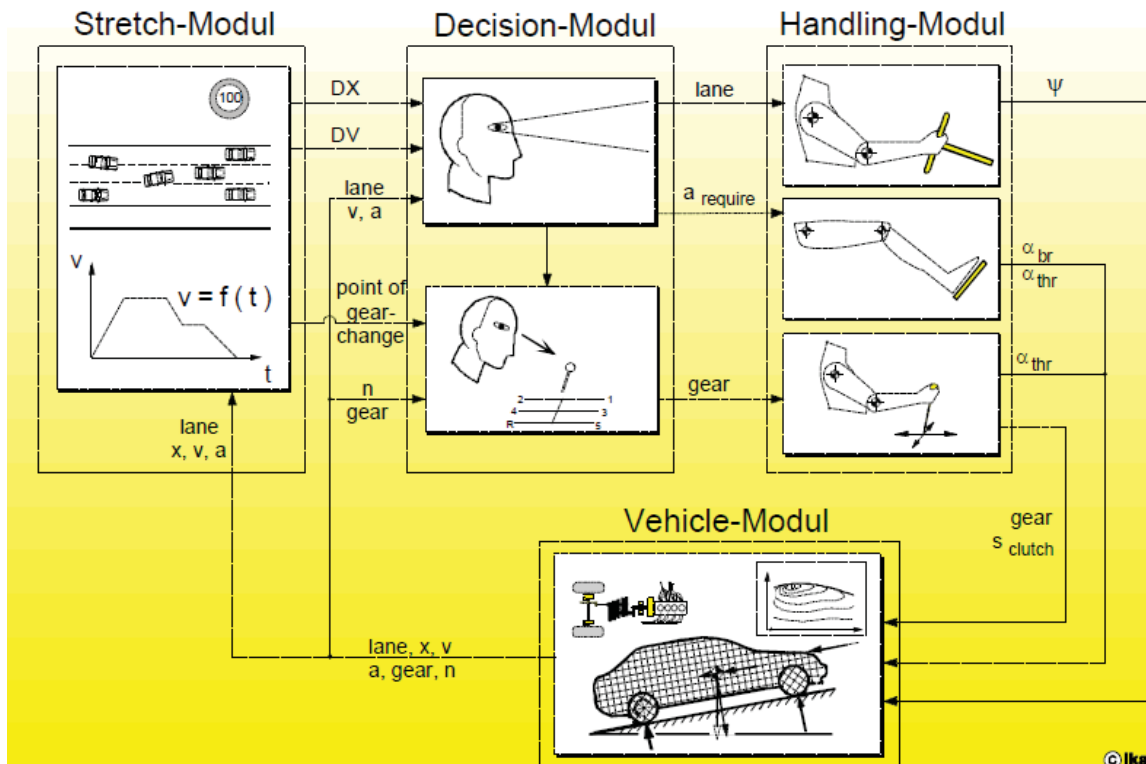 Stretch-Modul
Decision-Modul
Handling-Modul
100
v
v = f ( t )
t
DX
DV
lane
v, a
point of
gear-
change
n
gear
lane
x, v, a
2 1
4 3
R 5
lane
a require
gear
ψ
α br
α thr
α thr
gear
s clutch
Vehicle-Modul
lane, x, v
a, gear, n